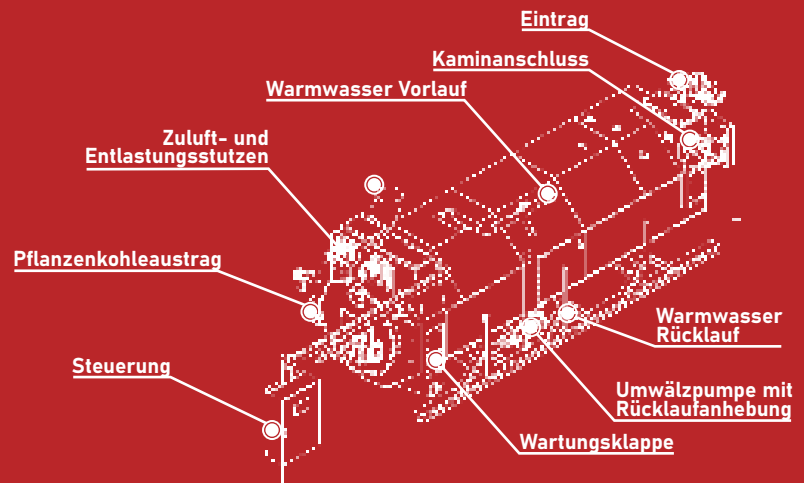 Eintrag
Kaminanschluss
Warmwasser Vorlauf
Zuluft- und
Entlastungsstutzen
Pflanzenkohleaustrag
Steuerung
Warmwasser
Rücklauf
Umwälzpumpe mit
Rücklaufanhebung
Wartungsklappe